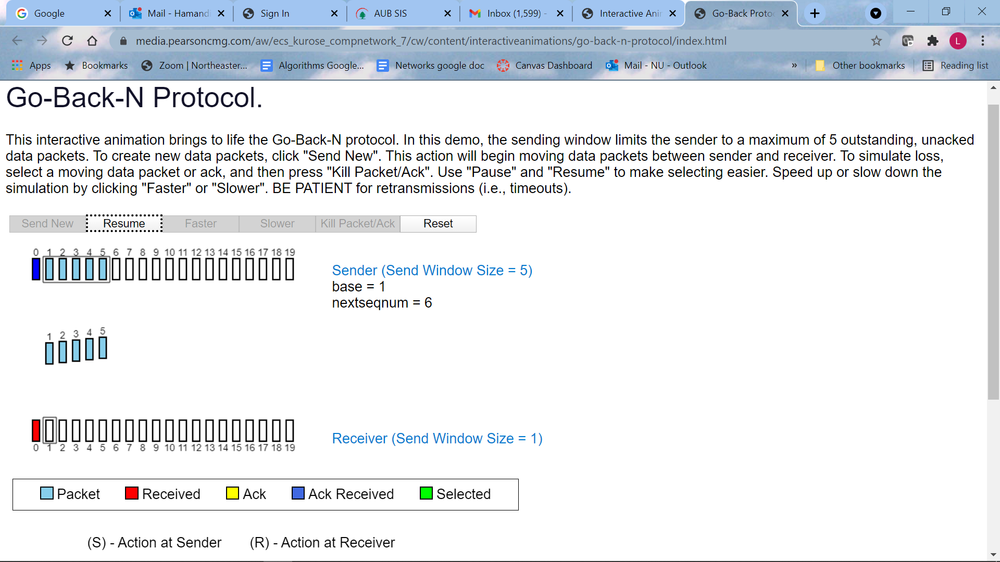 Google
Mail - Hamandi
Sign In
AUB SIS
Inbox (1,599) -
Interactive Ani
Go-Back Proto
media.pearsoncmg.com/aw/ecs_kurose_compnetwork_7/cw/content/interactiveanimations/go-back-n-protocol/index.html
L
Apps
Bookmarks
Zoom | Northeaster...
Algorithms Google...
Networks google doc
Canvas Dashboard
Mail - NU - Outlook
»
Other bookmarks
Reading list
Go-Back-N Protocol.
This interactive animation brings to life the Go-Back-N protocol. In this demo, the sending window limits the sender to a maximum of 5 outstanding, unacked
data packets. To create new data packets, click "Send New". This action will begin moving data packets between sender and receiver. To simulate loss,
select a moving data packet or ack, and then press "Kill Packet/Ack". Use "Pause" and "Resume" to make selecting easier. Speed up or slow down the
simulation by clicking "Faster" or "Slower". BE PATIENT for retransmissions (i.e., timeouts).
Send New Resume Faster Slower Kill Packet/Ack Reset
0 1 2 3 4 5 6 7 8 9 10 11 12 13 14 15 16 17 18 19
Sender (Send Window Size = 5)
base = 1
nextseqnum = 6
1 2 3 4 5
Receiver (Send Window Size = 1)
0 1 2 3 4 5 6 7 8 9 10 11 12 13 14 15 16 17 18 19
Packet Received Ack Ack Received Selected
(S) - Action at Sender (R) - Action at Receiver